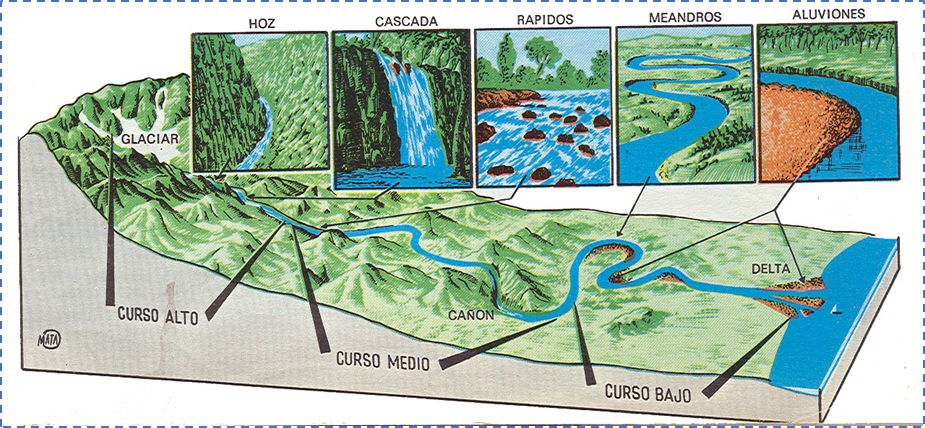 HOZ
CASCADA
RAPIDOS
MEANDROS
ALUVIONES
GLACIAR
DELTA
CAÑON
CURSO ALTO
CURSO MEDIO
CURSO BAJO
MATA